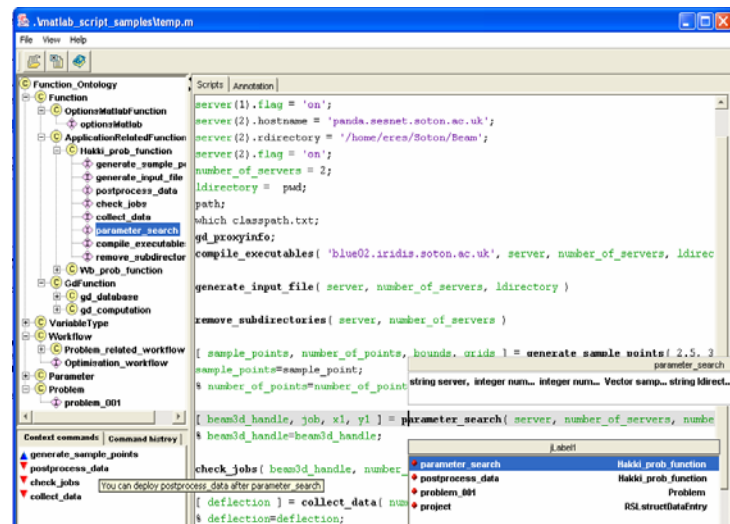 .\matlab_script_samples\temp.m
File View Help
Function_Ontology
Function
OptionsMatlabFunction
optionsMatlab
ApplicationRelatedFunction
Hakki_prob_function
generate_sample_po
generate_input_file
postprocess_data
check_jobs
collect_data
parameter_search
compile_executable
remove_subdirector
Wb_prob_function
GdFunction
gd_database
gd_computation
VariableType
Workflow
Problem_related_workflow
Optimisation_workflow
Parameter
Problem
problem_001
Context commands Command histroy
generate_sample_points
postprocess_data
check_jobs
collect_data
You can deploy postprocess_data after parameter_search
Scripts Annotation
server(1).flag = 'on';
server(2).hostname = 'panda.sesnet.soton.ac.uk';
server(2).rdirectory = '/home/eres/Soton/Beam';
server(2).flag = 'on';
number_of_servers = 2;
ldirectory = pwd;
path;
which classpath.txt;
gd_proxyinfo;
compile_executables( 'blue02.iridis.soton.ac.uk', server, number_of_servers, ldirec
generate_input_file( server, number_of_servers, ldirectory )
remove_subdirectories( server, number_of_servers )
[ sample_points, number_of_points, bounds, grids ] = generate_sample_points( 2.5, 3
sample_points=sample_point;
% number_of_points=number_of_point
parameter_search
string server, integer num... integer num... Vector samp... string ldirect...
[ beam3d_handle, job, x1, y1 ] = parameter_search( server, number_of_servers, numbe
% beam3d_handle=beam3d_handle;
check_jobs( beam3d_handle, number_
[ deflection ] = collect_data( num
% deflection=deflection;
jLabel1
parameter_search Hakki_prob_function
postprocess_data Hakki_prob_function
problem_001 Problem
project RSLstructDataEntry